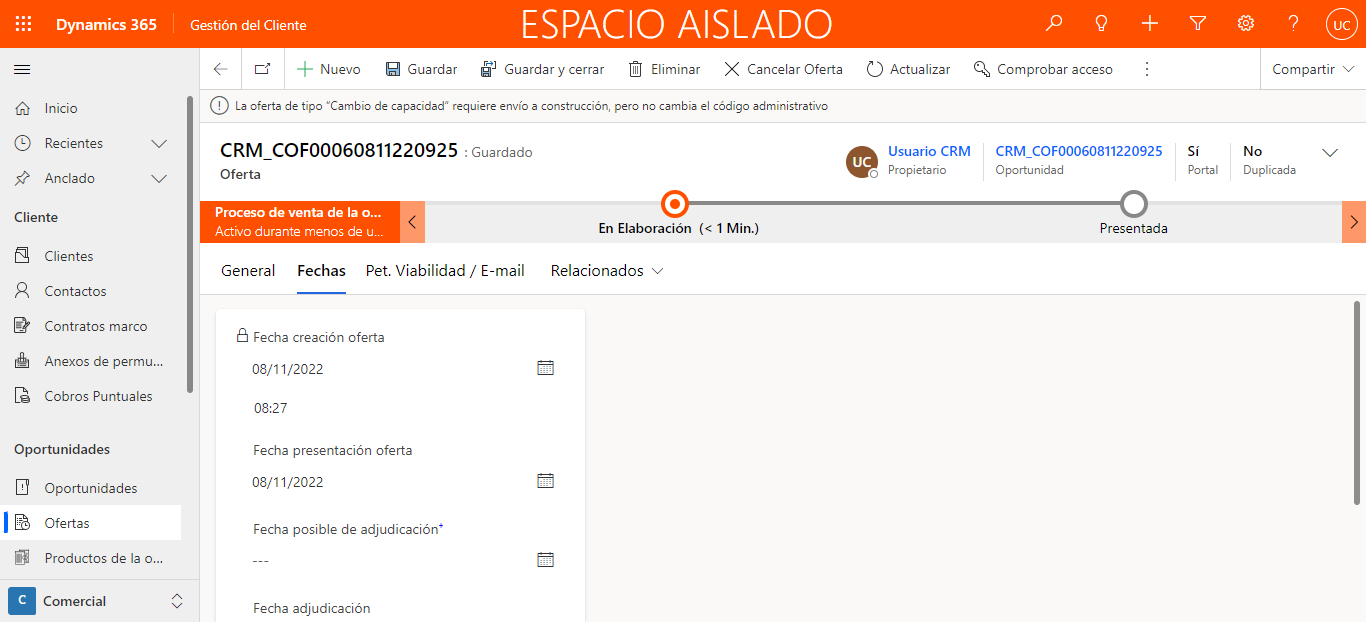 Dynamics 365
Gestión del Cliente
ESPACIO AISLADO
?
UC
Nuevo
Guardar
Guardar y cerrar
Eliminar
Cancelar Oferta
Actualizar
Comprobar acceso
Compartir
La oferta de tipo “Cambio de capacidad” requiere envío a construcción, pero no cambia el código administrativo
Inicio
Recientes
Anclado
Cliente
Clientes
Contactos
Contratos marco
Anexos de permu...
Cobros Puntuales
Oportunidades
Oportunidades
Ofertas
Productos de la o...
C
Comercial
CRM_COF00060811220925 : Guardado
Oferta
UC
Usuario CRM
Propietario
CRM_COF00060811220925
Oportunidad
Sí
Portal
No
Duplicada
Proceso de venta de la o...
Activo durante menos de u...
En Elaboración (< 1 Min.)
Presentada
General
Fechas
Pet. Viabilidad / E-mail
Relacionados
Fecha creación oferta
08/11/2022
08:27
Fecha presentación oferta
08/11/2022
Fecha posible de adjudicación*
---
Fecha adjudicación